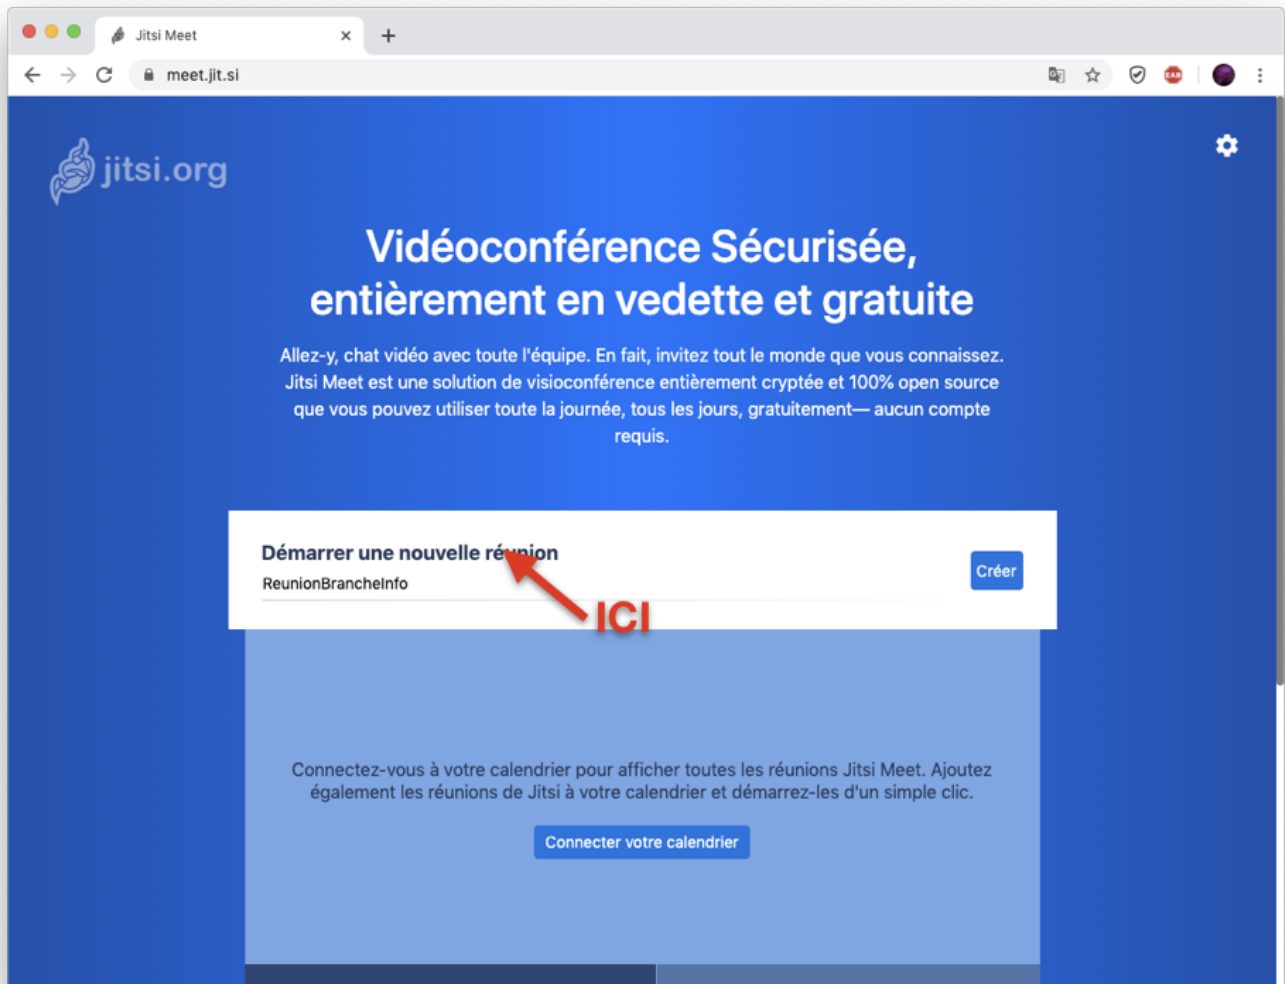 Jitsi Meet
meet.jit.si
EAB
jitsi.org
Vidéoconférence Sécurisée,
entièrement en vedette et gratuite
Allez-y, chat vidéo avec toute l'équipe. En fait, invitez tout le monde que vous connaissez.
Jitsi Meet est une solution de visioconférence entièrement cryptée et 100% open source
que vous pouvez utiliser toute la journée, tous les jours, gratuitement— aucun compte
requis.
Démarrer une nouvelle réunion
ReunionBrancheInfo
Créer
ICI
Connectez-vous à votre calendrier pour afficher toutes les réunions Jitsi Meet. Ajoutez
également les réunions de Jitsi à votre calendrier et démarrez-les d'un simple clic.
Connecter votre calendrier